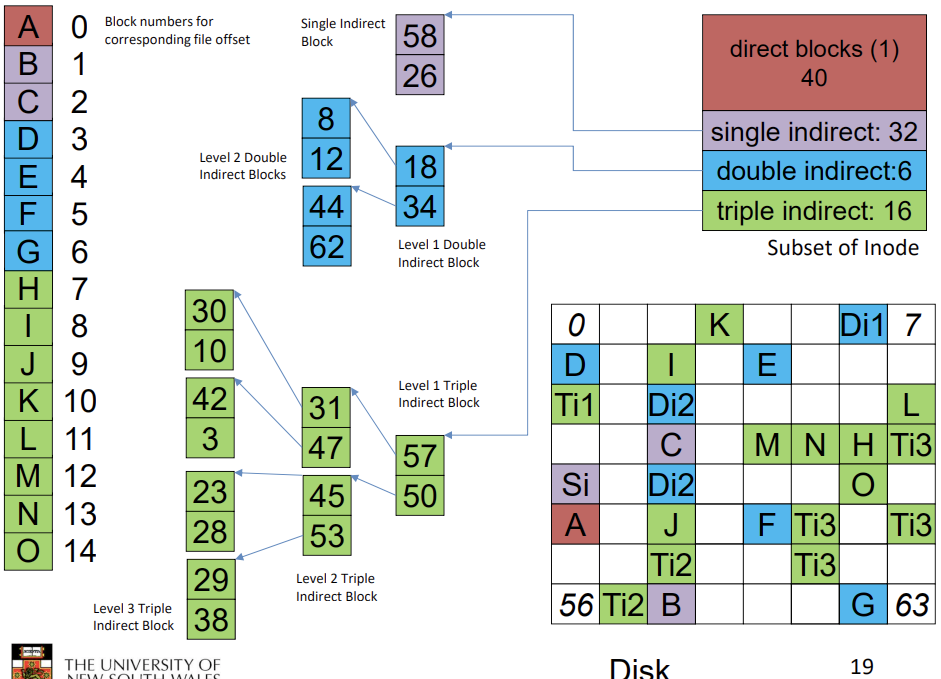 A 0
B 1
C 2
D 3
E 4
F 5
G 6
H 7
I 8
J 9
K 10
L 11
M 12
N 13
O 14
Block numbers for
corresponding file offset
Single Indirect
Block
58
26
direct blocks (1)
40
single indirect: 32
double indirect:6
triple indirect: 16
Subset of Inode
Level 2 Double
Indirect Blocks
8
12
44
62
18
34
Level 1 Double
Indirect Block
30
10
42
3
23
28
29
38
Level 3 Triple
Indirect Block
31
47
45
53
Level 2 Triple
Indirect Block
Level 1 Triple
Indirect Block
57
50
0 K Di1 7
D I E
Ti1 Di2 L
C M N H Ti3
Si Di2 O
A J F Ti3 Ti3
Ti2 Ti3
56 Ti2 B G 63
Disk
19
THE UNIVERSITY OF
NEW SOUTH WALES